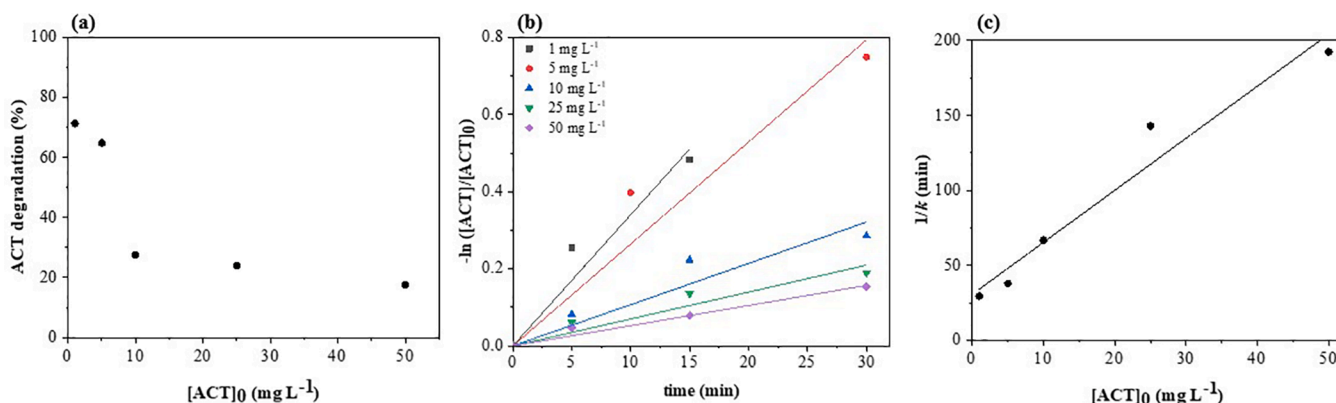 (a)
100
80
60
40
20
0
ACT degradation (%)
0 10 20 30 40 50
[ACT]0 (mg L-1)
(b)
1 mg L-1
5 mg L-1
10 mg L-1
25 mg L-1
50 mg L-1
0.8
0.6
0.4
0.2
0.0
-ln ([ACT]/[ACT]0)
0 5 10 15 20 25 30
time (min)
(c)
200
150
100
50
0
1/k (min)
0 10 20 30 40 50
[ACT]0 (mg L-1)